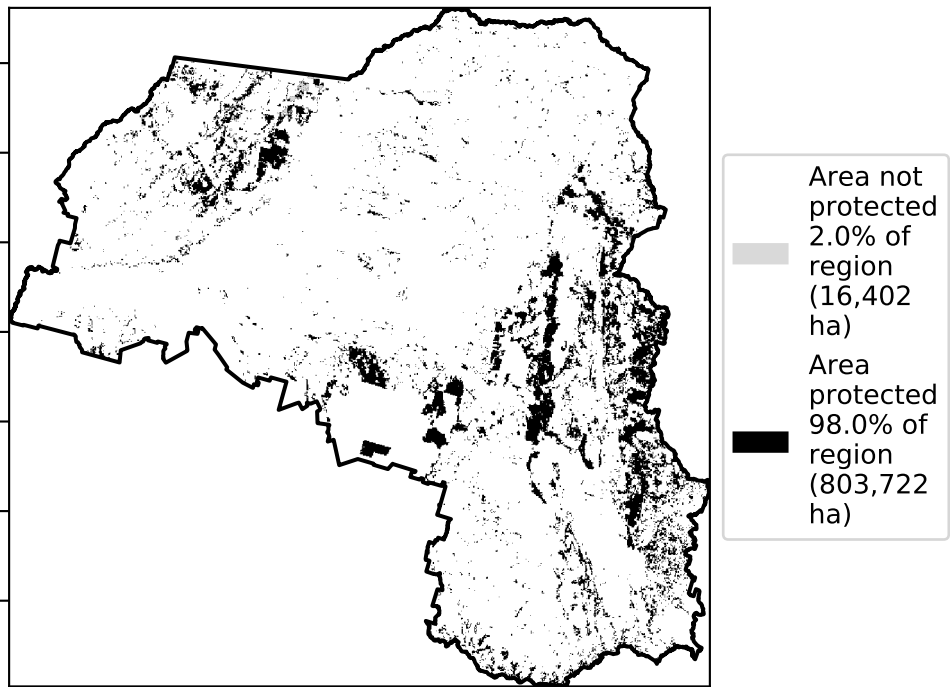 Area not
protected
2.0% of
region
(16,402
ha)
Area
protected
98.0% of
region
(803,722
ha)